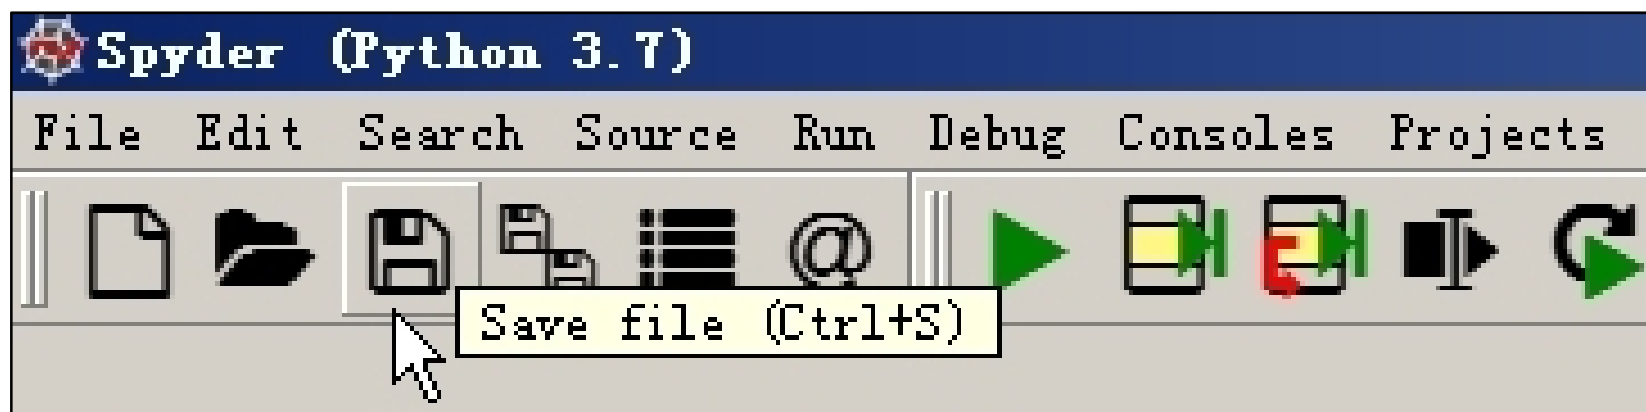 Spyder (Python 3.7)
File Edit Search Source Run Debug Consoles Projects
@
Save file (Ctrl+S)